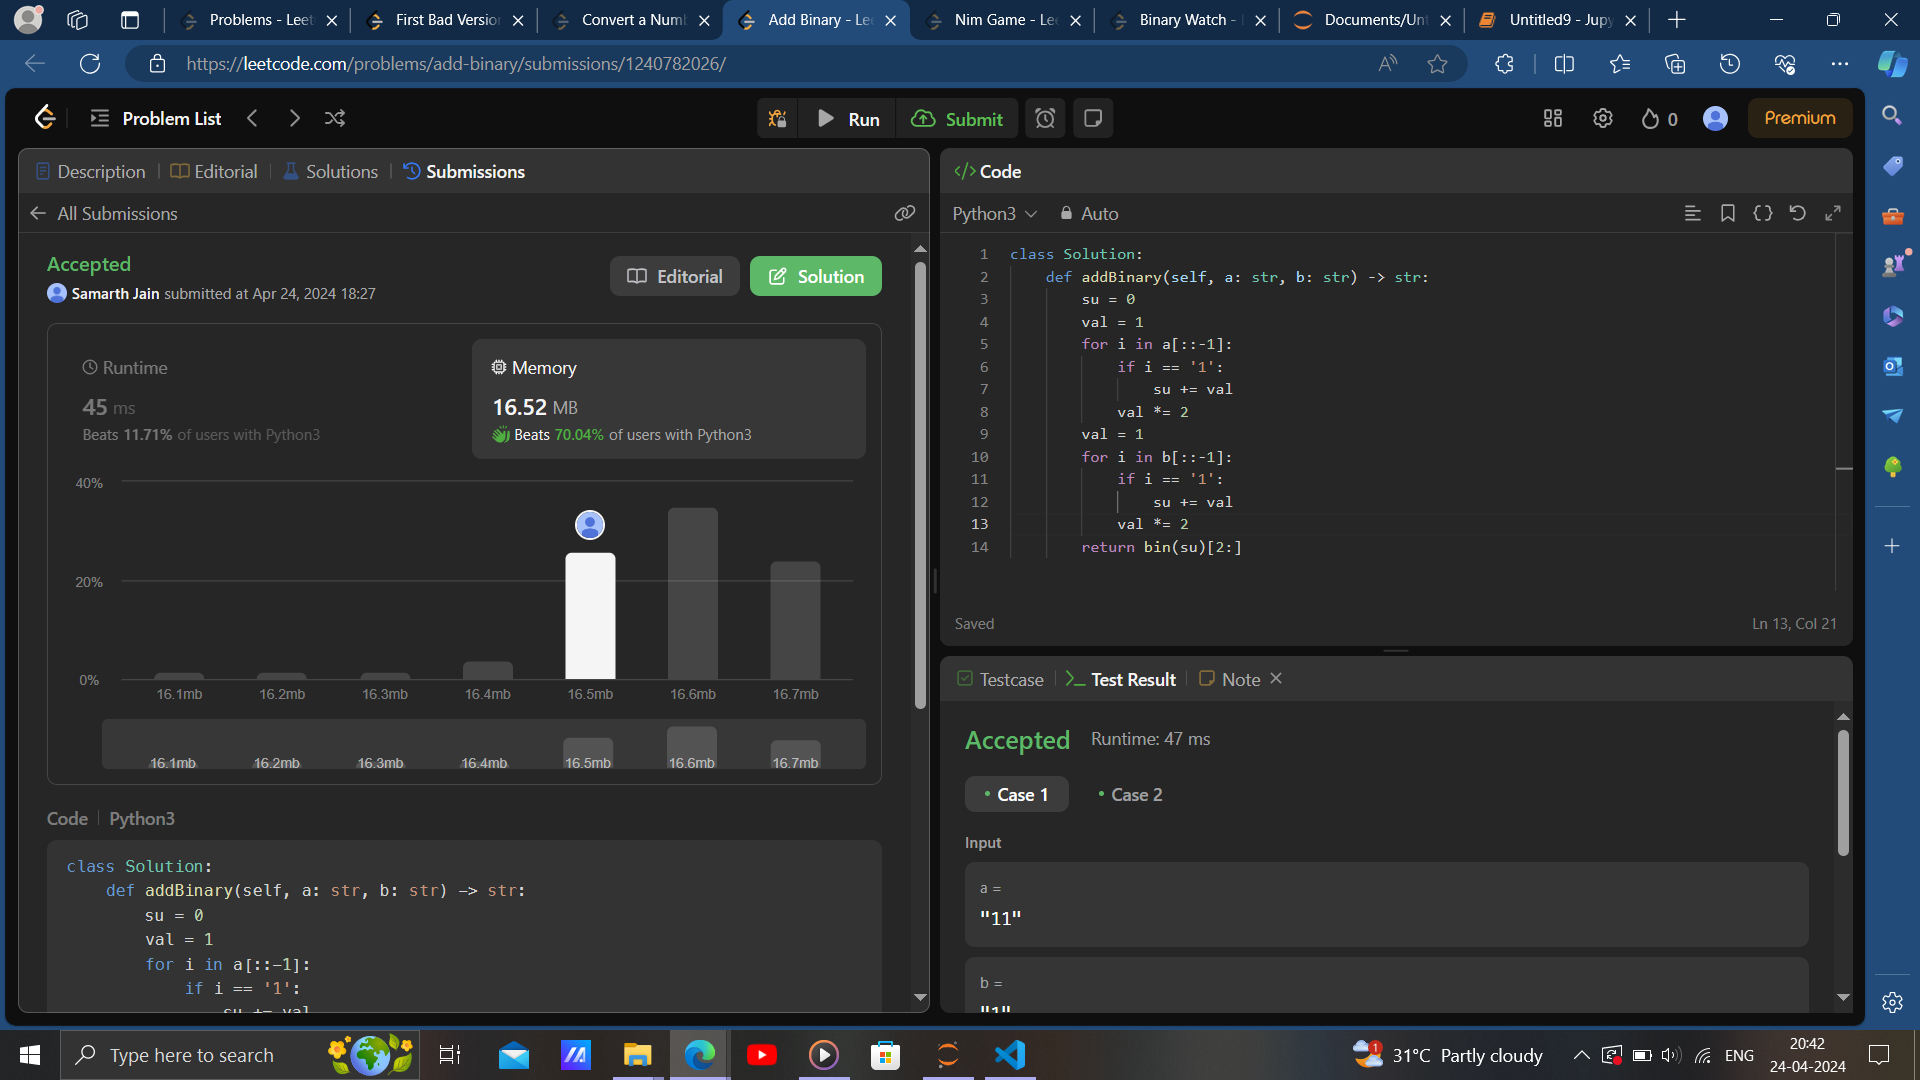 Problems - Leet
First Bad Version
Convert a Numb
Add Binary - Lee
Nim Game - Lee
Binary Watch - L
Documents/Unt
Untitled9 - Jupy
https://leetcode.com/problems/add-binary/submissions/1240782026/
Problem List
Run
Submit
0
Premium
Description
Editorial
Solutions
Submissions
All Submissions
Accepted
Samarth Jain submitted at Apr 24, 2024 18:27
Editorial
Solution
Runtime
45 ms
Beats 11.71% of users with Python3
Memory
16.52 MB
Beats 70.04% of users with Python3
40%
20%
0%
16.1mb 16.2mb 16.3mb 16.4mb 16.5mb 16.6mb 16.7mb
16.1mb 16.2mb 16.3mb 16.4mb 16.5mb 16.6mb 16.7mb
Code | Python3
class Solution:
    def addBinary(self, a: str, b: str) -> str:
        su = 0
        val = 1
        for i in a[::-1]:
            if i == '1':
                su += val
</> Code
Python3
Auto
1 class Solution:
2     def addBinary(self, a: str, b: str) -> str:
3         su = 0
4         val = 1
5         for i in a[::-1]:
6             if i == '1':
7                 su += val
8             val *= 2
9         val = 1
10         for i in b[::-1]:
11             if i == '1':
12                 su += val
13             val *= 2
14         return bin(su)[2:]
Saved
Ln 13, Col 21
Testcase
Test Result
Note
Accepted
Runtime: 47 ms
Case 1
Case 2
Input
a =
"11"
b =
"1"
Type here to search
1
31°C Partly cloudy
ENG
20:42
24-04-2024